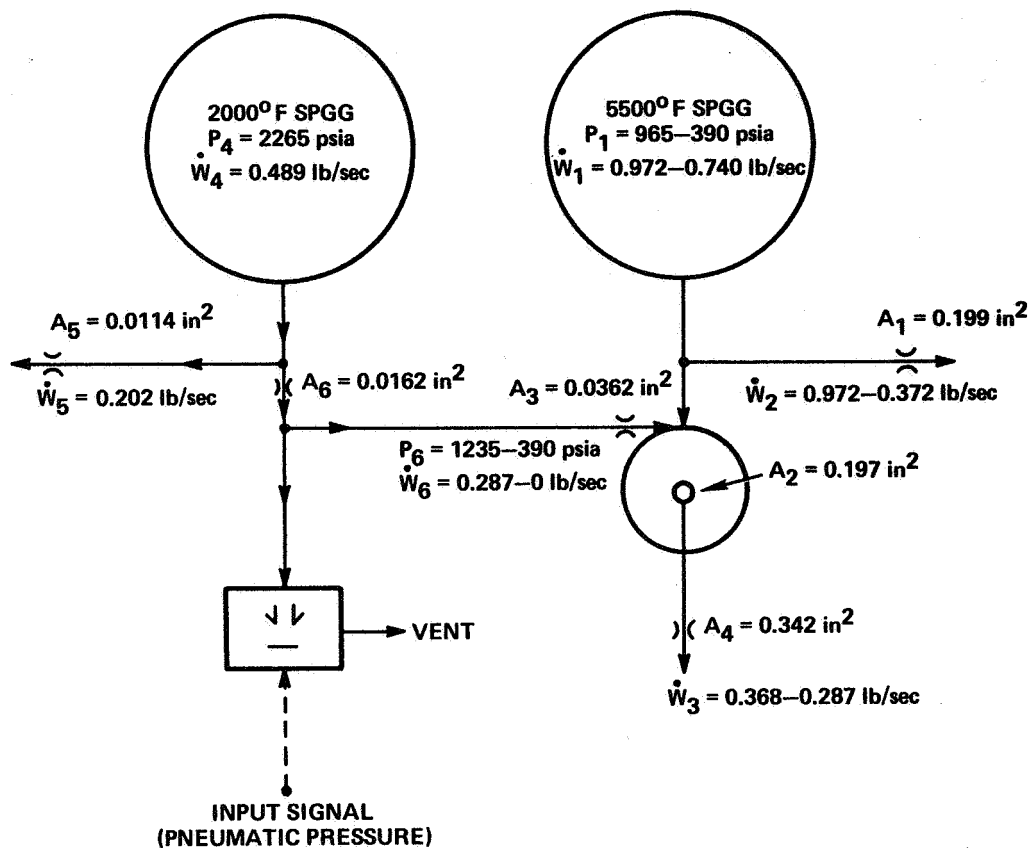 2000° F SPGG
P4 = 2265 psia
Ẇ4 = 0.489 lb/sec
5500° F SPGG
P1 = 965–390 psia
Ẇ1 = 0.972–0.740 lb/sec
A5 = 0.0114 in²
Ẇ5 = 0.202 lb/sec
A6 = 0.0162 in²
A3 = 0.0362 in²
A1 = 0.199 in²
Ẇ2 = 0.972–0.372 lb/sec
P6 = 1235–390 psia
Ẇ6 = 0.287–0 lb/sec
A2 = 0.197 in²
VENT
A4 = 0.342 in²
Ẇ3 = 0.368–0.287 lb/sec
INPUT SIGNAL
(PNEUMATIC PRESSURE)